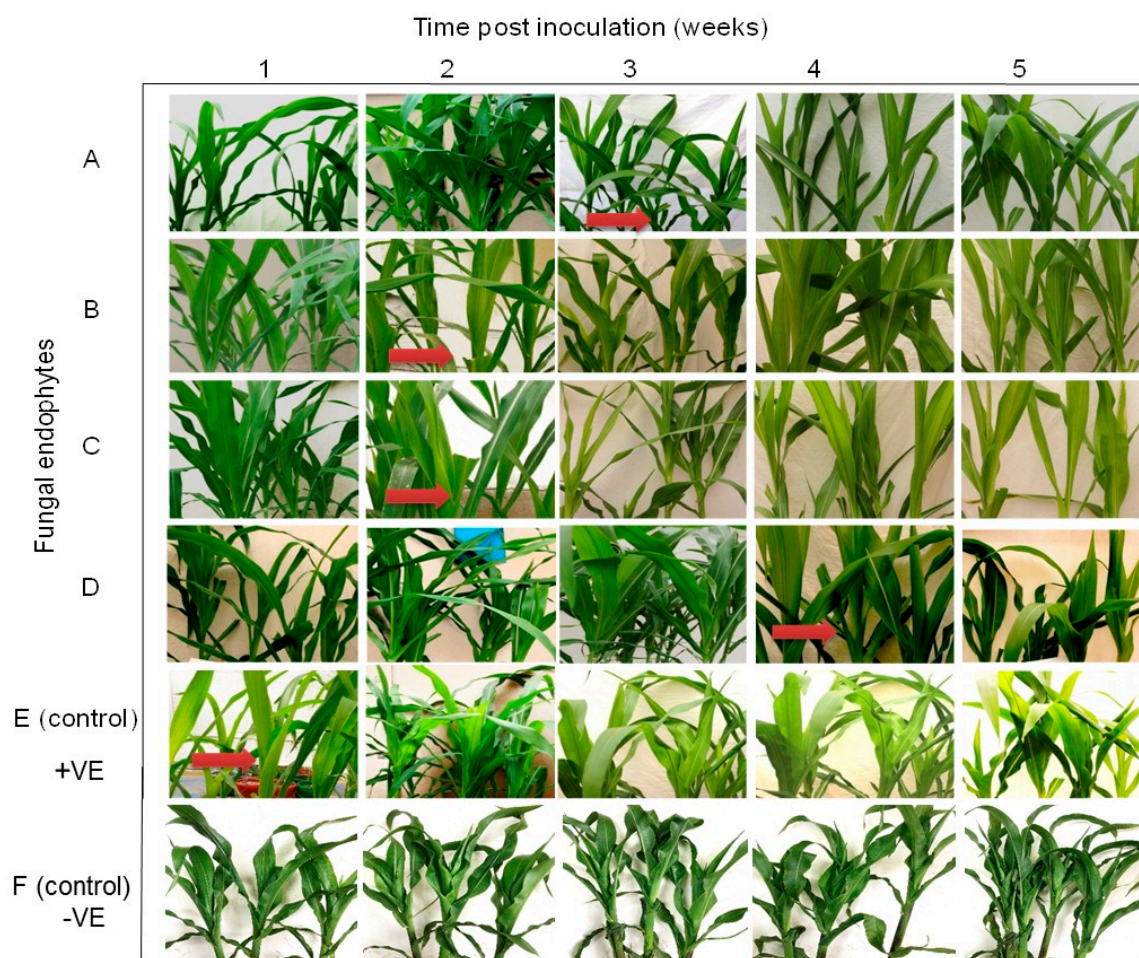 Time post inoculation (weeks)
1 2 3 4 5
A
B
Fungal endophytes
C
D
E (control)
+VE
F (control)
-VE